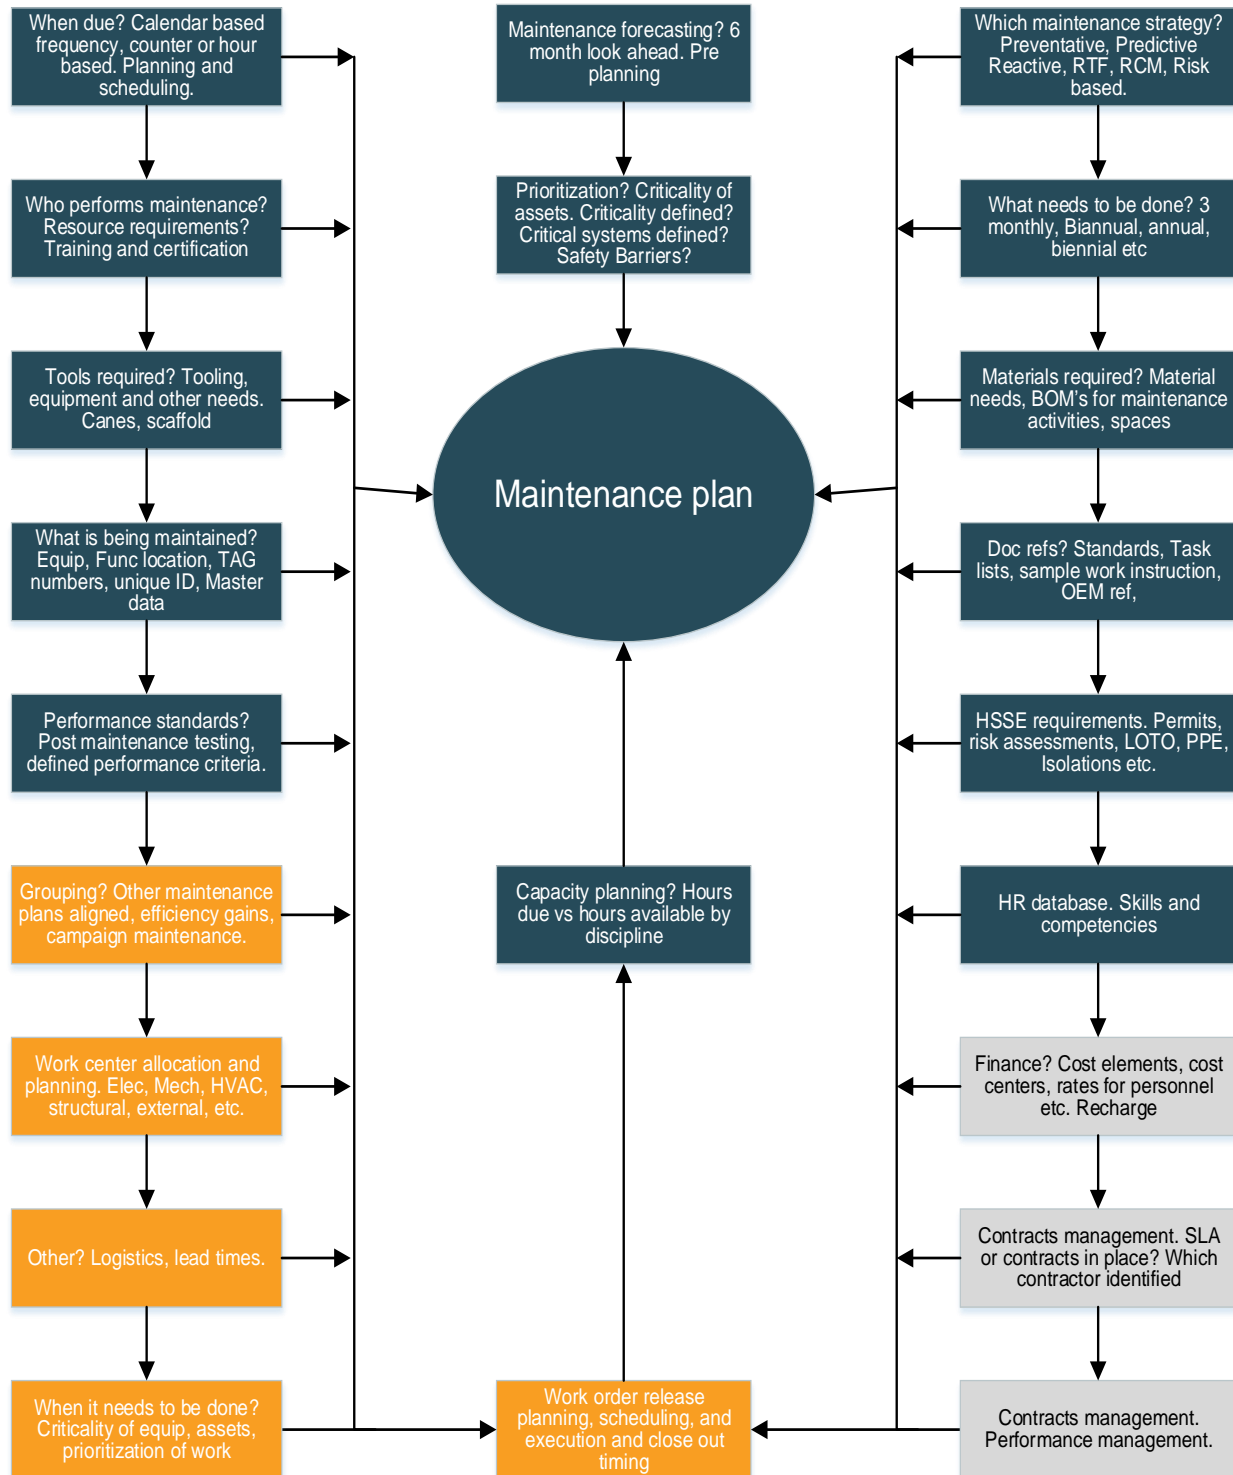 When due? Calendar based
frequency, counter or hour
based. Planning and
scheduling.
Who performs maintenance?
Resource requirements?
Training and certification
Tools required? Tooling,
equipment and other needs.
Canes, scaffold
What is being maintained?
Equip, Func location, TAG
numbers, unique ID, Master
data
Performance standards?
Post maintenance testing,
defined performance criteria.
Grouping? Other maintenance
plans aligned, efficiency gains,
campaign maintenance.
Work center allocation and
planning. Elec, Mech, HVAC,
structural, external, etc.
Other? Logistics, lead times.
When it needs to be done?
Criticality of equip, assets,
prioritization of work
Maintenance forecasting? 6
month look ahead. Pre
planning
Prioritization? Criticality of
assets. Criticality defined?
Critical systems defined?
Safety Barriers?
Maintenance plan
Capacity planning? Hours
due vs hours available by
discipline
Work order release
planning, scheduling, and
execution and close out
timing
Which maintenance strategy?
Preventative, Predictive
Reactive, RTF, RCM, Risk
based.
What needs to be done? 3
monthly, Biannual, annual,
biennial etc
Materials required? Material
needs, BOM's for maintenance
activities, spaces
Doc refs? Standards, Task
lists, sample work instruction,
OEM ref,
HSSE requirements. Permits,
risk assessments, LOTO, PPE,
Isolations etc.
HR database. Skills and
competencies
Finance? Cost elements, cost
centers, rates for personnel
etc. Recharge
Contracts management. SLA
or contracts in place? Which
contractor identified
Contracts management.
Performance management.